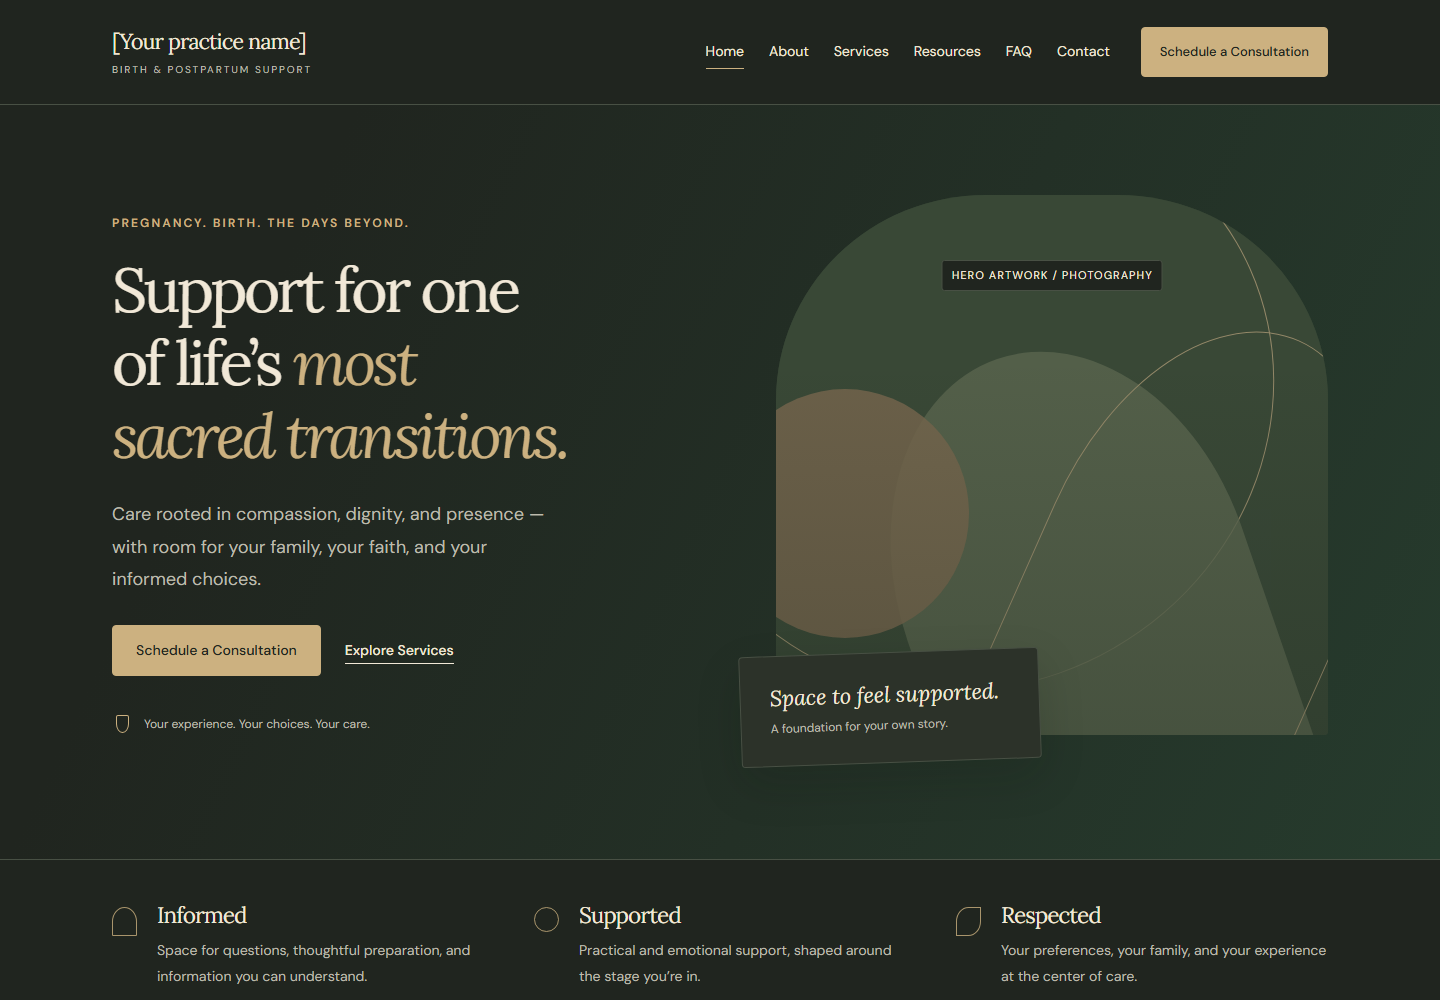 [Your practice name]
BIRTH & POSTPARTUM SUPPORT
Home
About
Services
Resources
FAQ
Contact
Schedule a Consultation
PREGNANCY. BIRTH. THE DAYS BEYOND.
Support for one
of life’s most
sacred transitions.
Care rooted in compassion, dignity, and presence —
with room for your family, your faith, and your
informed choices.
Schedule a Consultation
Explore Services
Your experience. Your choices. Your care.
HERO ARTWORK / PHOTOGRAPHY
Space to feel supported.
A foundation for your own story.
Informed
Space for questions, thoughtful preparation, and
information you can understand.
Supported
Practical and emotional support, shaped around
the stage you’re in.
Respected
Your preferences, your family, and your experience
at the center of care.